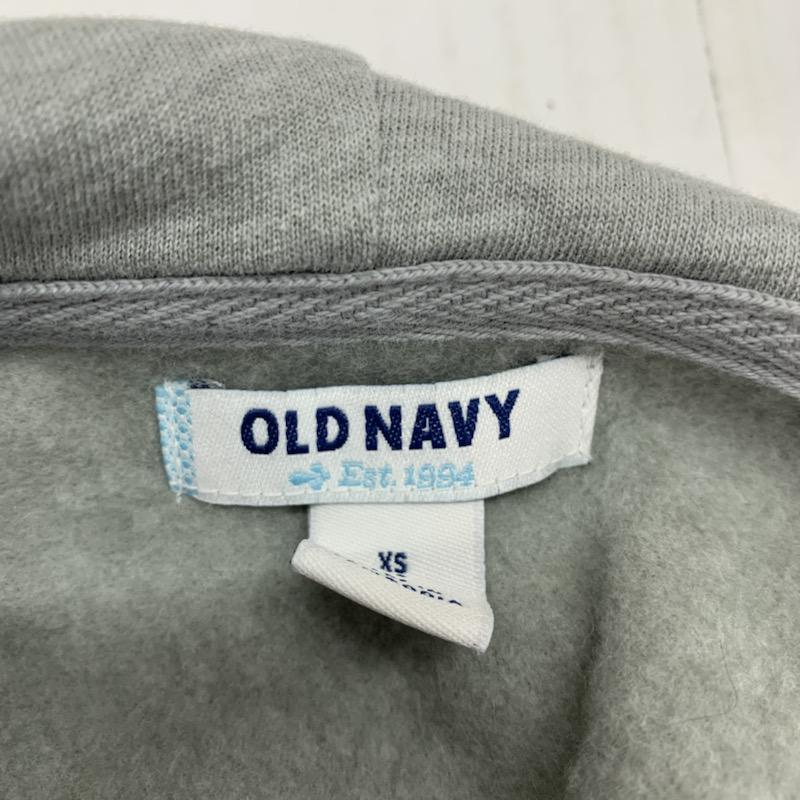 OLD NAVY
Est. 1994
XS